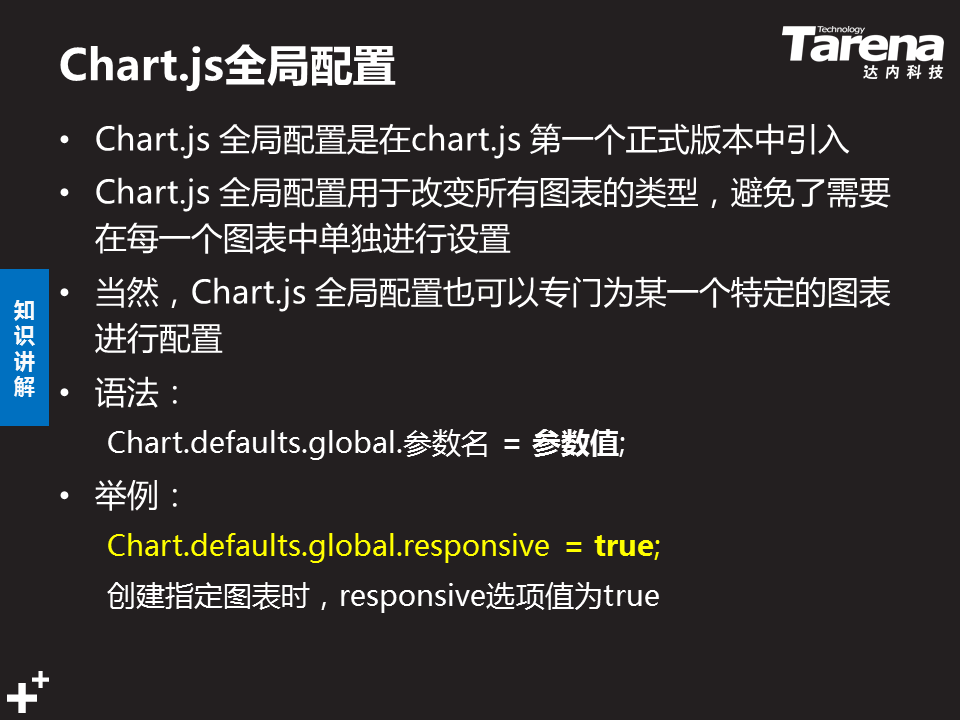 Chart.js全局配置
Technology
Tarena
达内科技
• Chart.js 全局配置是在chart.js 第一个正式版本中引入
• Chart.js 全局配置用于改变所有图表的类型，避免了需要
在每一个图表中单独进行设置
• 当然，Chart.js 全局配置也可以专门为某一个特定的图表
进行配置
• 语法：
Chart.defaults.global.参数名 = 参数值;
• 举例：
Chart.defaults.global.responsive = true;
创建指定图表时，responsive选项值为true
知识讲解